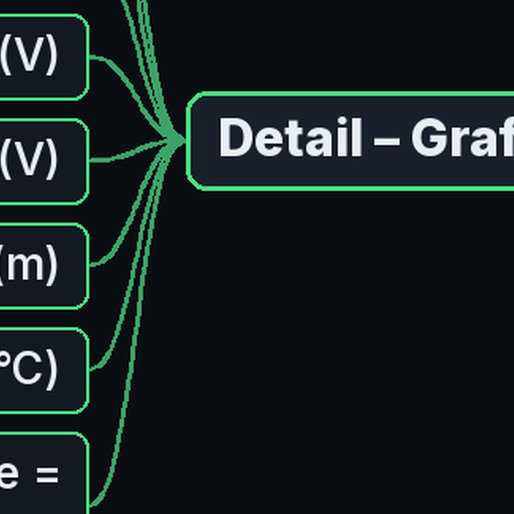 (V)
Detail – Graf
(V)
(m)
°C)
e =